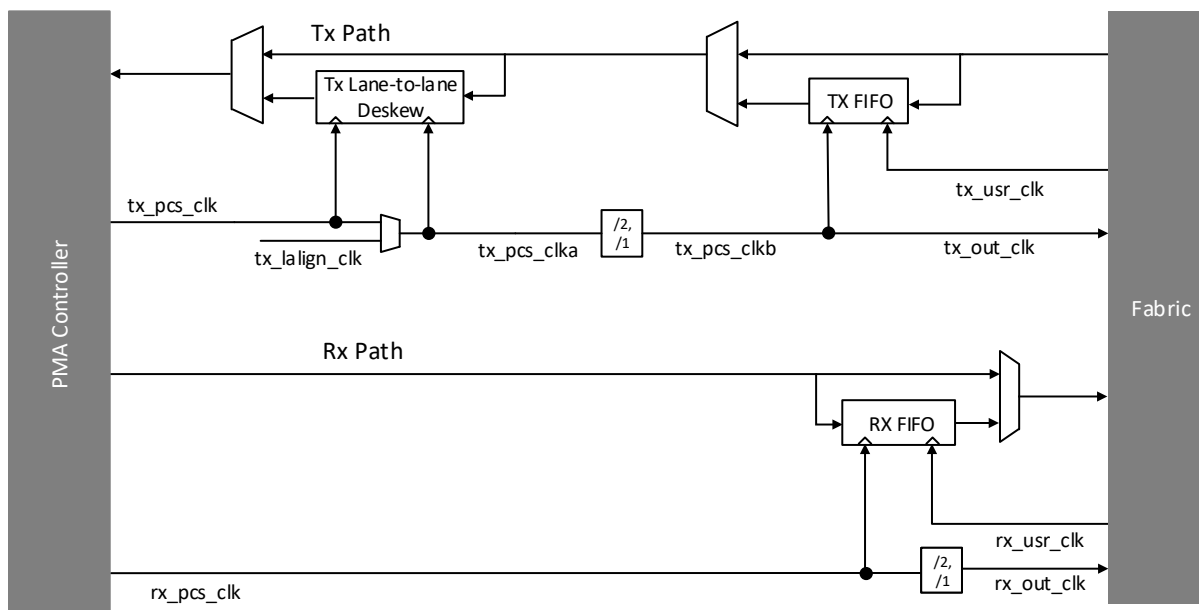 Tx Path
Tx Lane-to-lane
Deskew
TX FIFO
tx_usr_clk
tx_pcs_clk
tx_lalign_clk
tx_pcs_clka
/2,
/1
tx_pcs_clkb
tx_out_clk
PMA Controller
Fabric
Rx Path
RX FIFO
rx_usr_clk
/2,
/1
rx_pcs_clk
rx_out_clk